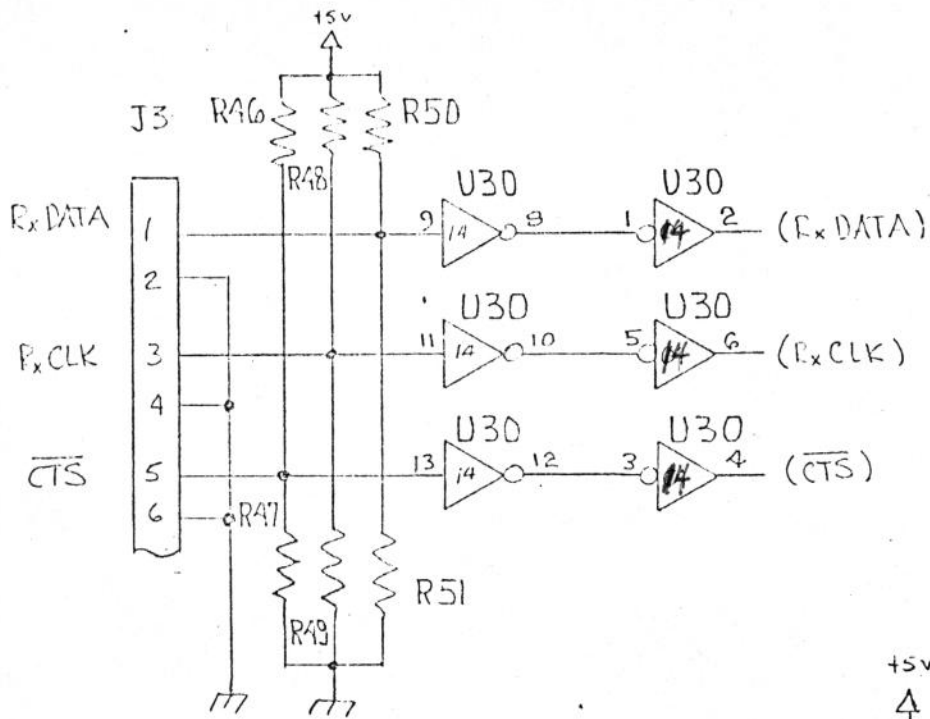 +5v
J3
R46
R50
R48
U30
U30
RxDATA
1
9
14
8
1
14
2
(RxDATA)
2
U30
U30
RxCLK
3
11
14
10
5
14
6
(RxCLK)
4
U30
U30
CTS
5
13
14
12
3
14
4
(CTS)
6
R47
R51
R49
+5v